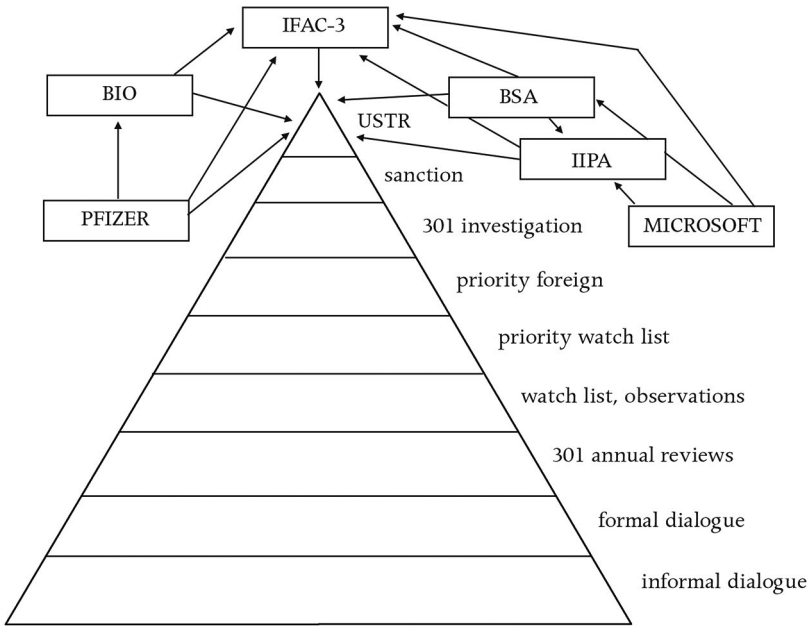 IFAC-3
BIO
BSA
USTR
IIPA
sanction
PFIZER
301 investigation
MICROSOFT
priority foreign
priority watch list
watch list, observations
301 annual reviews
formal dialogue
informal dialogue